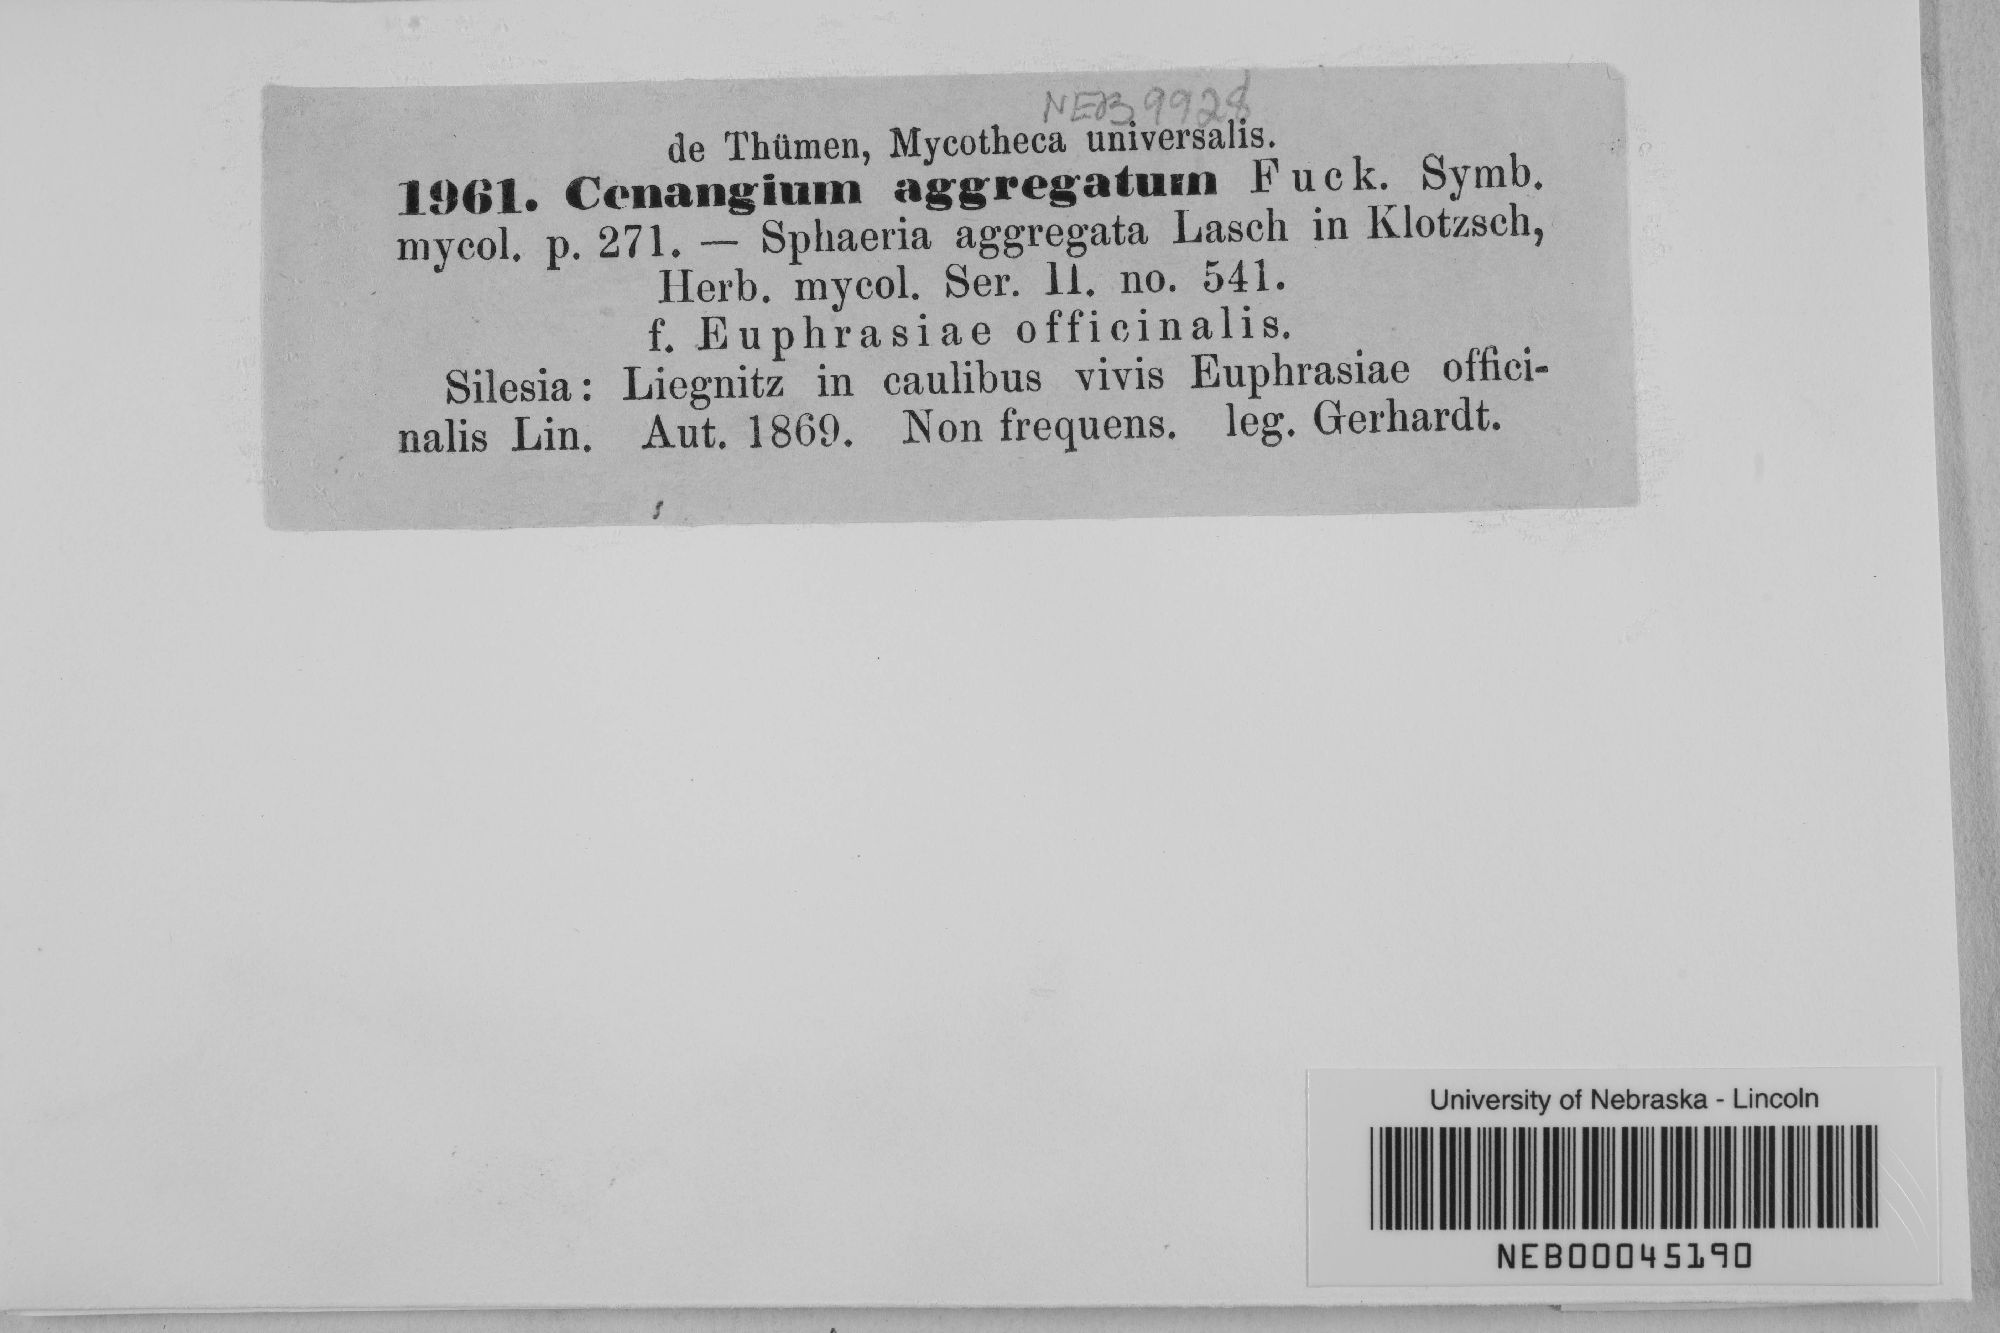 NEB 9928
de Thümen, Mycotheca universalis.
1961. Cenangium aggregatum Fuck. Symb.
mycol. p. 271. — Sphaeria aggregata Lasch in Klotzsch,
Herb. mycol. Ser. II. no. 541.
f. Euphrasiae officinalis.
Silesia: Liegnitz in caulibus vivis Euphrasiae offici-
nalis Lin. Aut. 1869. Non frequens. leg. Gerhardt.
University of Nebraska - Lincoln
NEB00045190